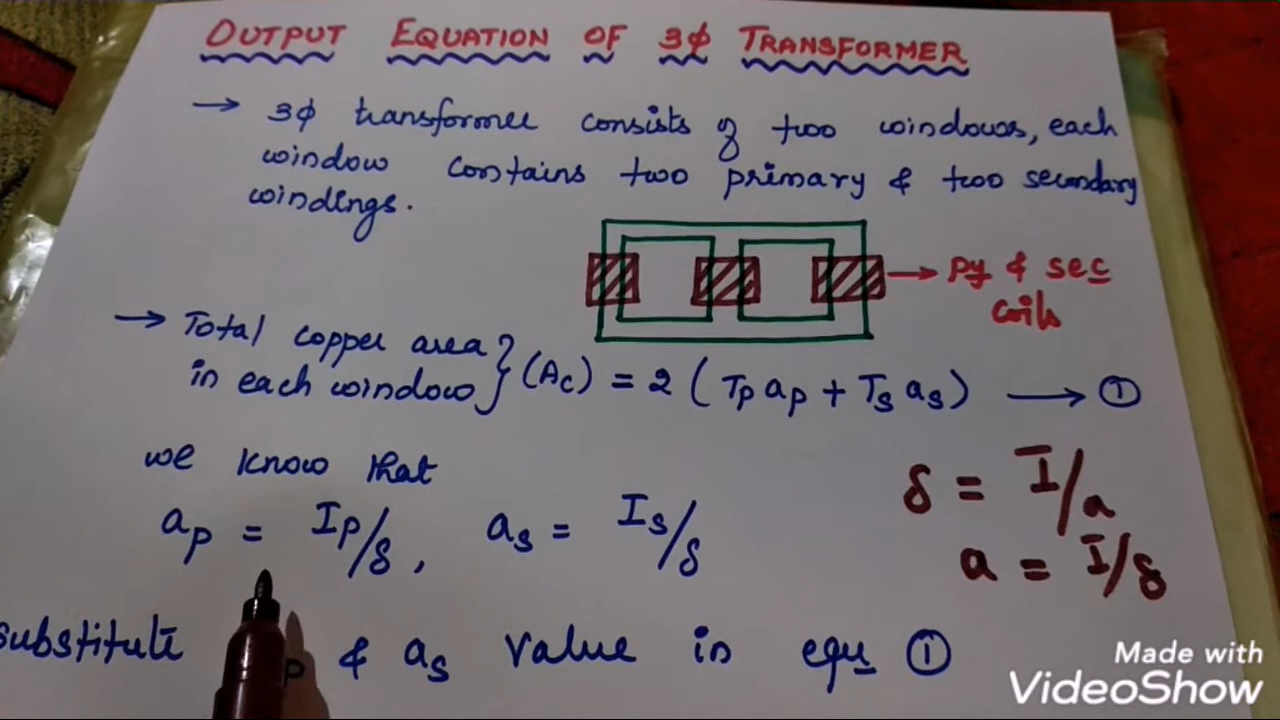 OUTPUT EQUATION OF 3ϕ TRANSFORMER
→ 3ϕ transformer consists of two windows, each
window contains two primary & two secondary
windings.
→ py & sec
coils
→ Total copper area
in each window } (Ac) = 2 ( Tp ap + Ts as ) → ①
we know that
ap = Ip/δ, as = Is/δ
δ = I/a
a = I/δ
substitute & as value in equ ①
Made with
VideoShow